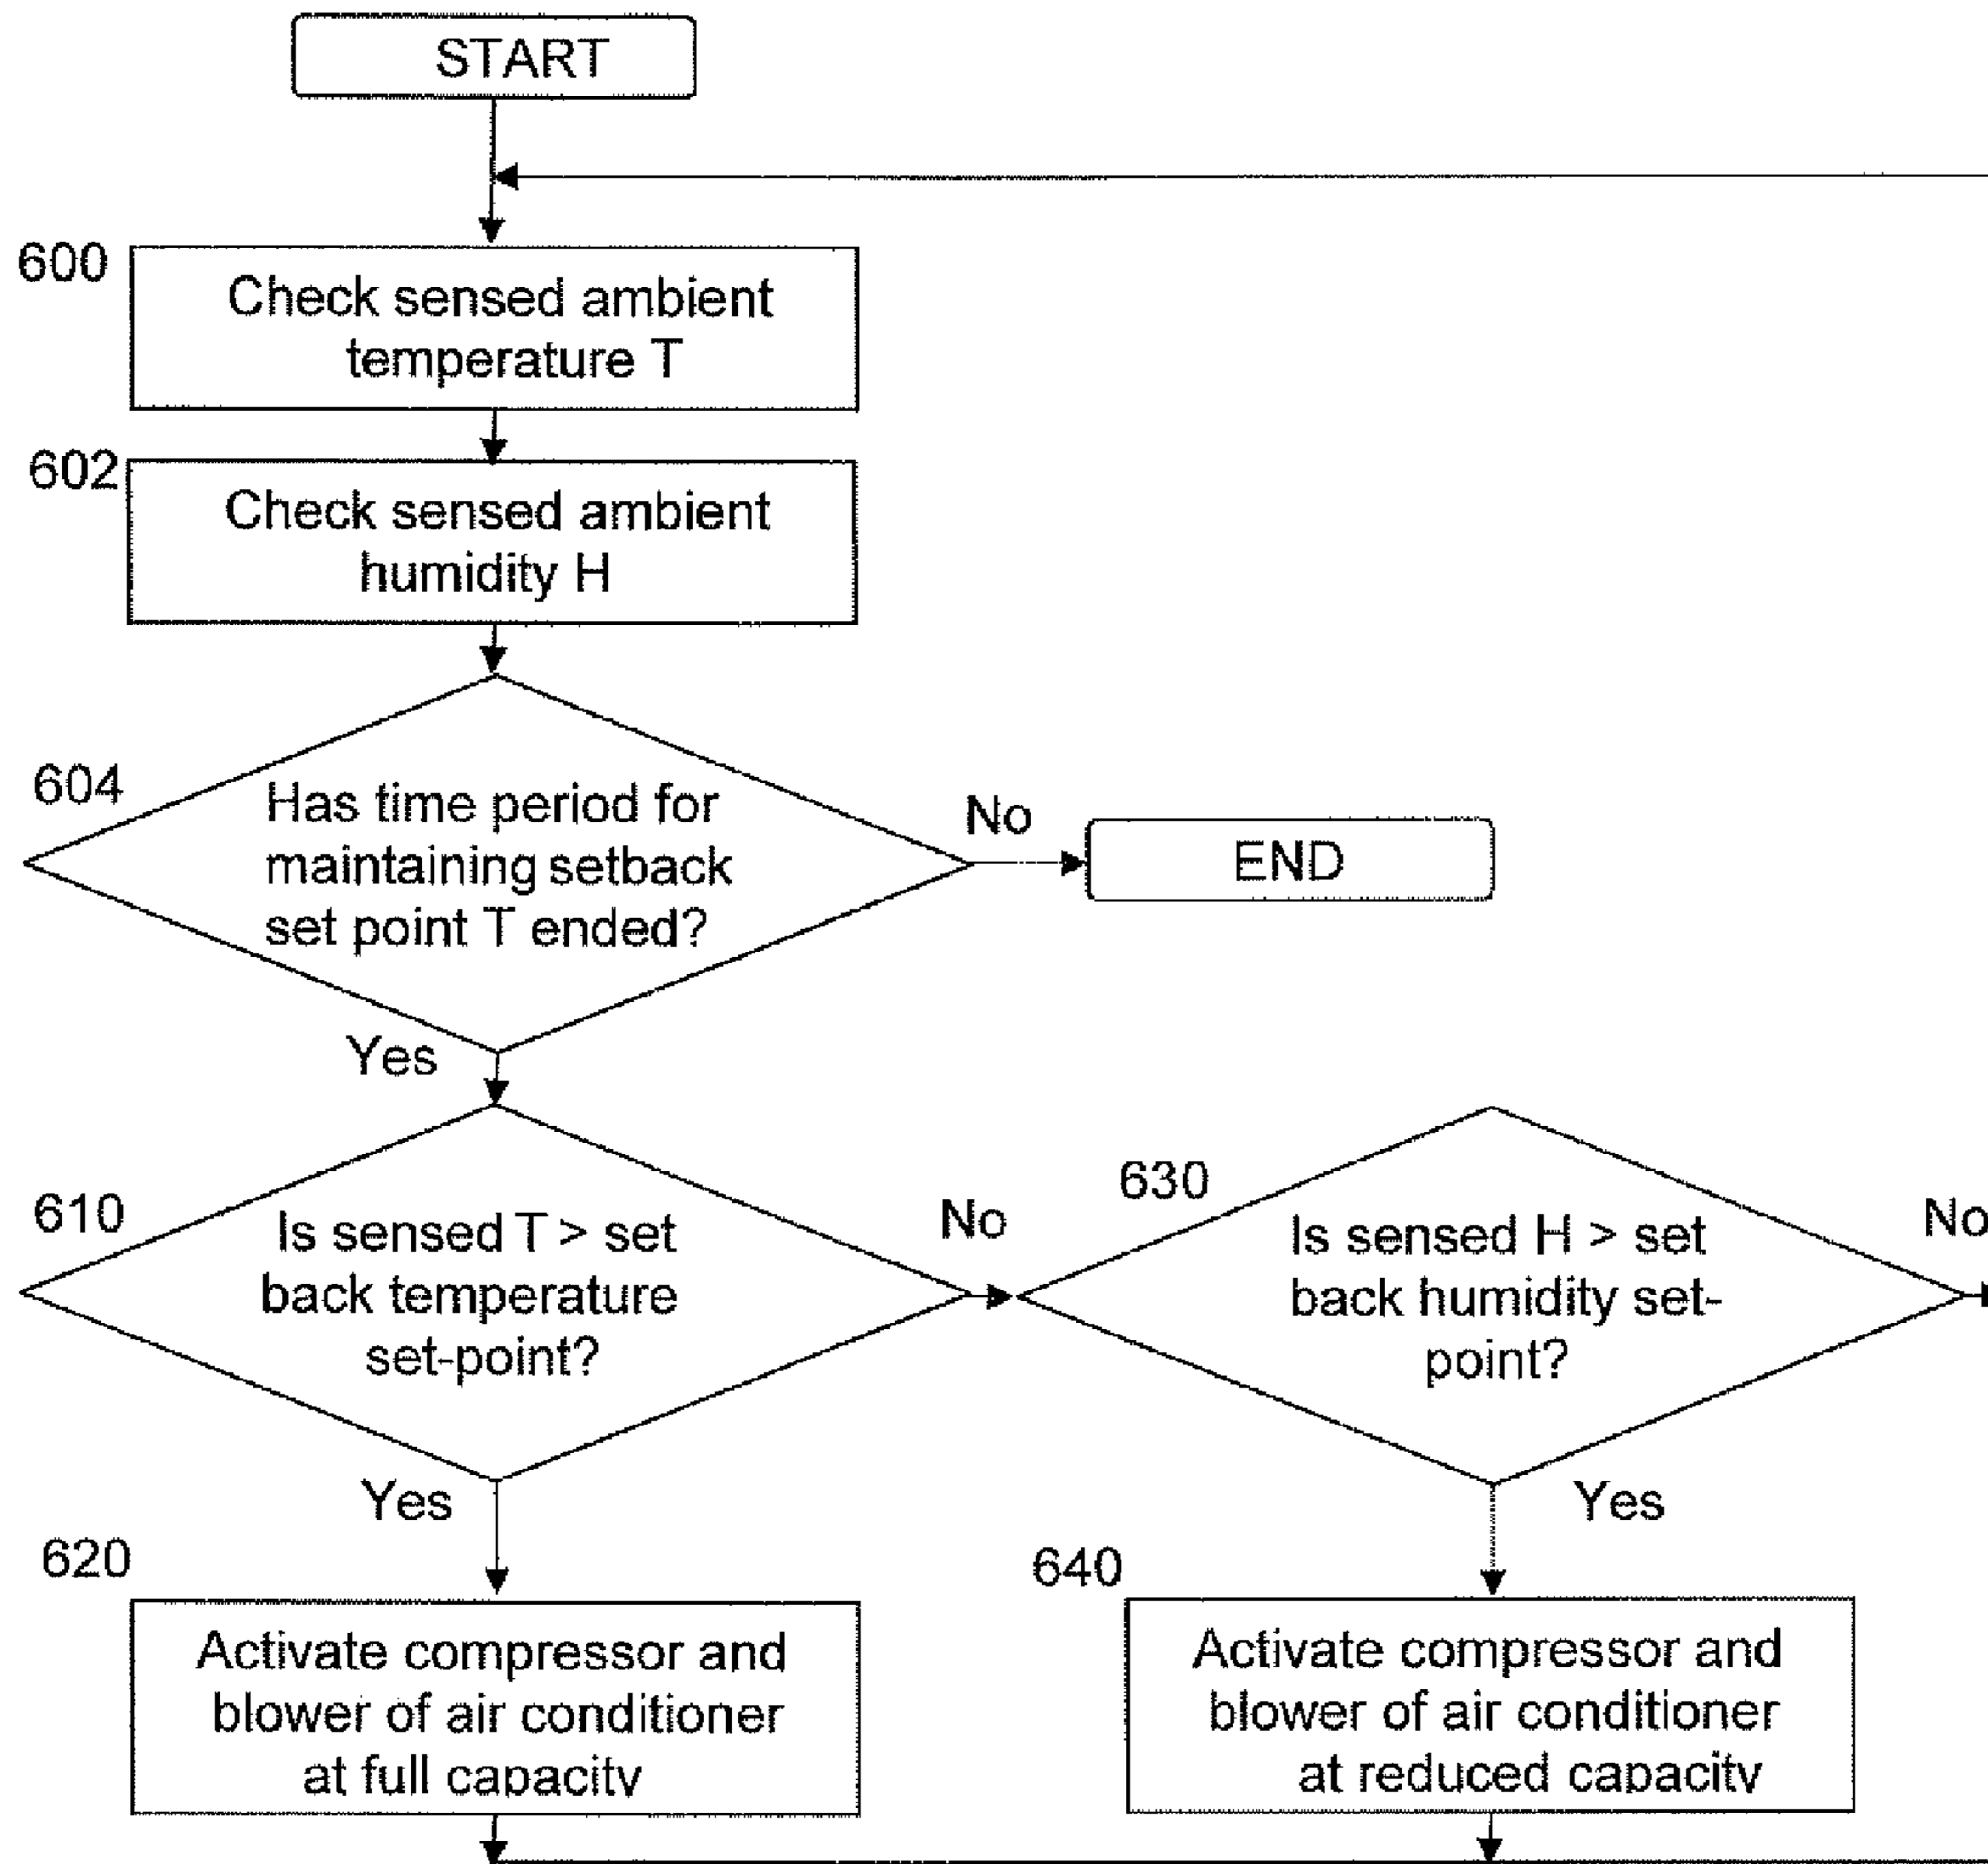 START
600
Check sensed ambient
temperature T
602
Check sensed ambient
humidity H
604
Has time period for
maintaining setback
set point T ended?
No
END
Yes
610
Is sensed T > set
back temperature
set-point?
No
630
Is sensed H > set
back humidity set-
point?
No
Yes
Yes
620
Activate compressor and
blower of air conditioner
at full capacity
640
Activate compressor and
blower of air conditioner
at reduced capacity